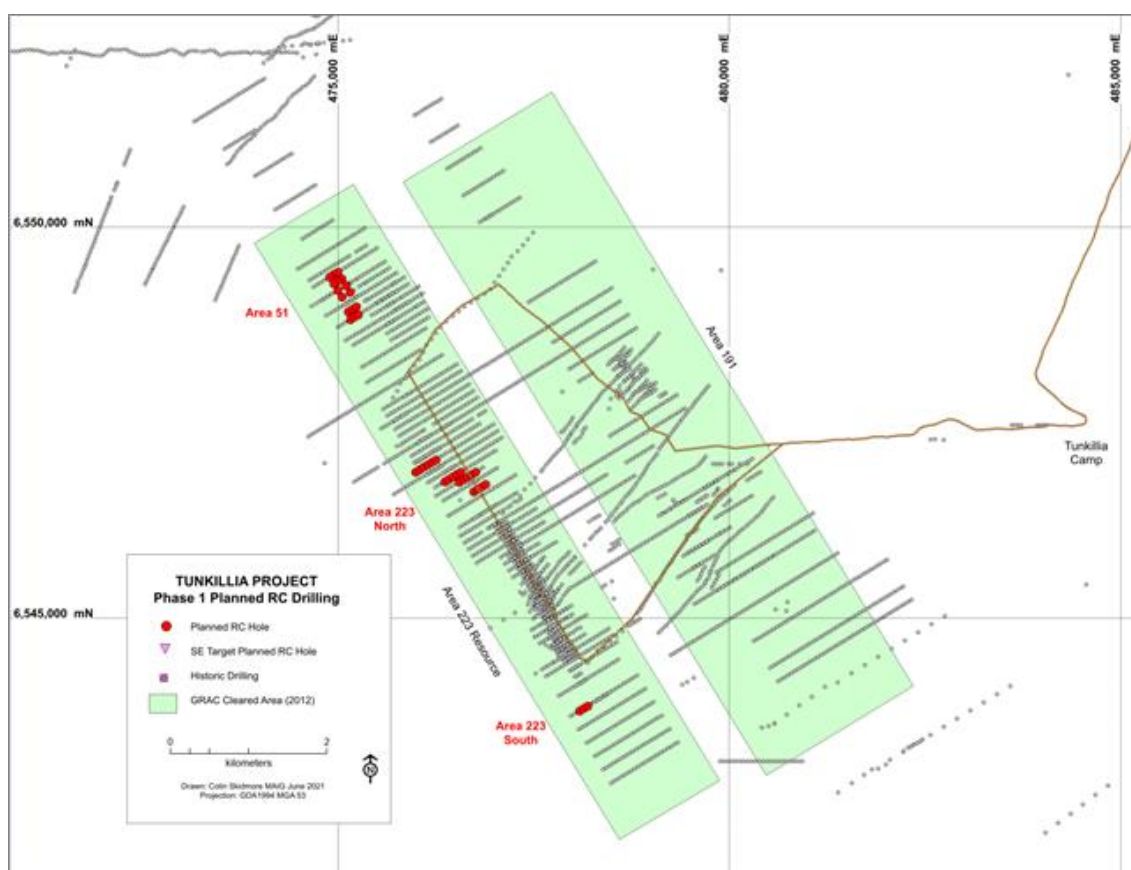 475,000 mE
480,000 mE
485,000 mE
6,550,000 mN
Area 51
Area 191
Tunkillia
Camp
Area 223
North
6,545,000 mN
Area 223 Resource
Area 223
South
TUNKILLIA PROJECT
Phase 1 Planned RC Drilling
Planned RC Hole
SE Target Planned RC Hole
Historic Drilling
GRAC Cleared Area (2012)
0 2
kilometers
N
Drawn: Colin Skidmore MAIG June 2021
Projection: GDA1994 MGA 53